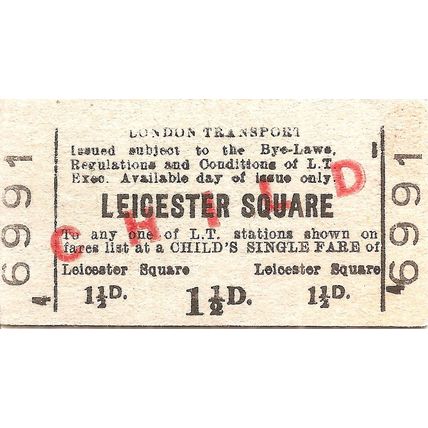 LONDON TRANSPORT
Issued subject to the Bye-Laws,
Regulations and Conditions of L.T.
Exec. Available day of issue only.
CHILD
LEICESTER SQUARE
To any one of L.T. stations shown on
fares list at a CHILD'S SINGLE FARE of
Leicester Square Leicester Square
1½D. 1½D. 1½D.
6991 6991
4 4